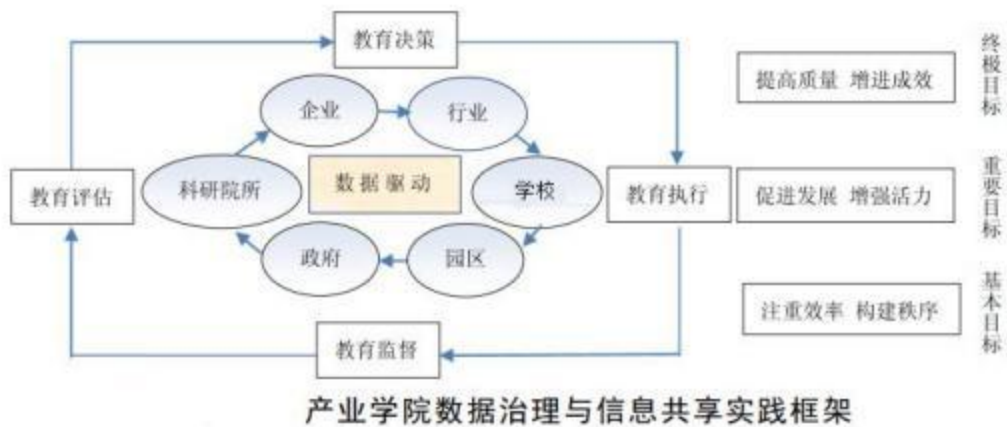 教育决策
企业
行业
提高质量 增进成效
终极目标
教育评估
科研院所
数据驱动
学校
教育执行
促进发展 增强活力
重要目标
政府
园区
注重效率 构建秩序
基本目标
教育监督
产业学院数据治理与信息共享实践框架